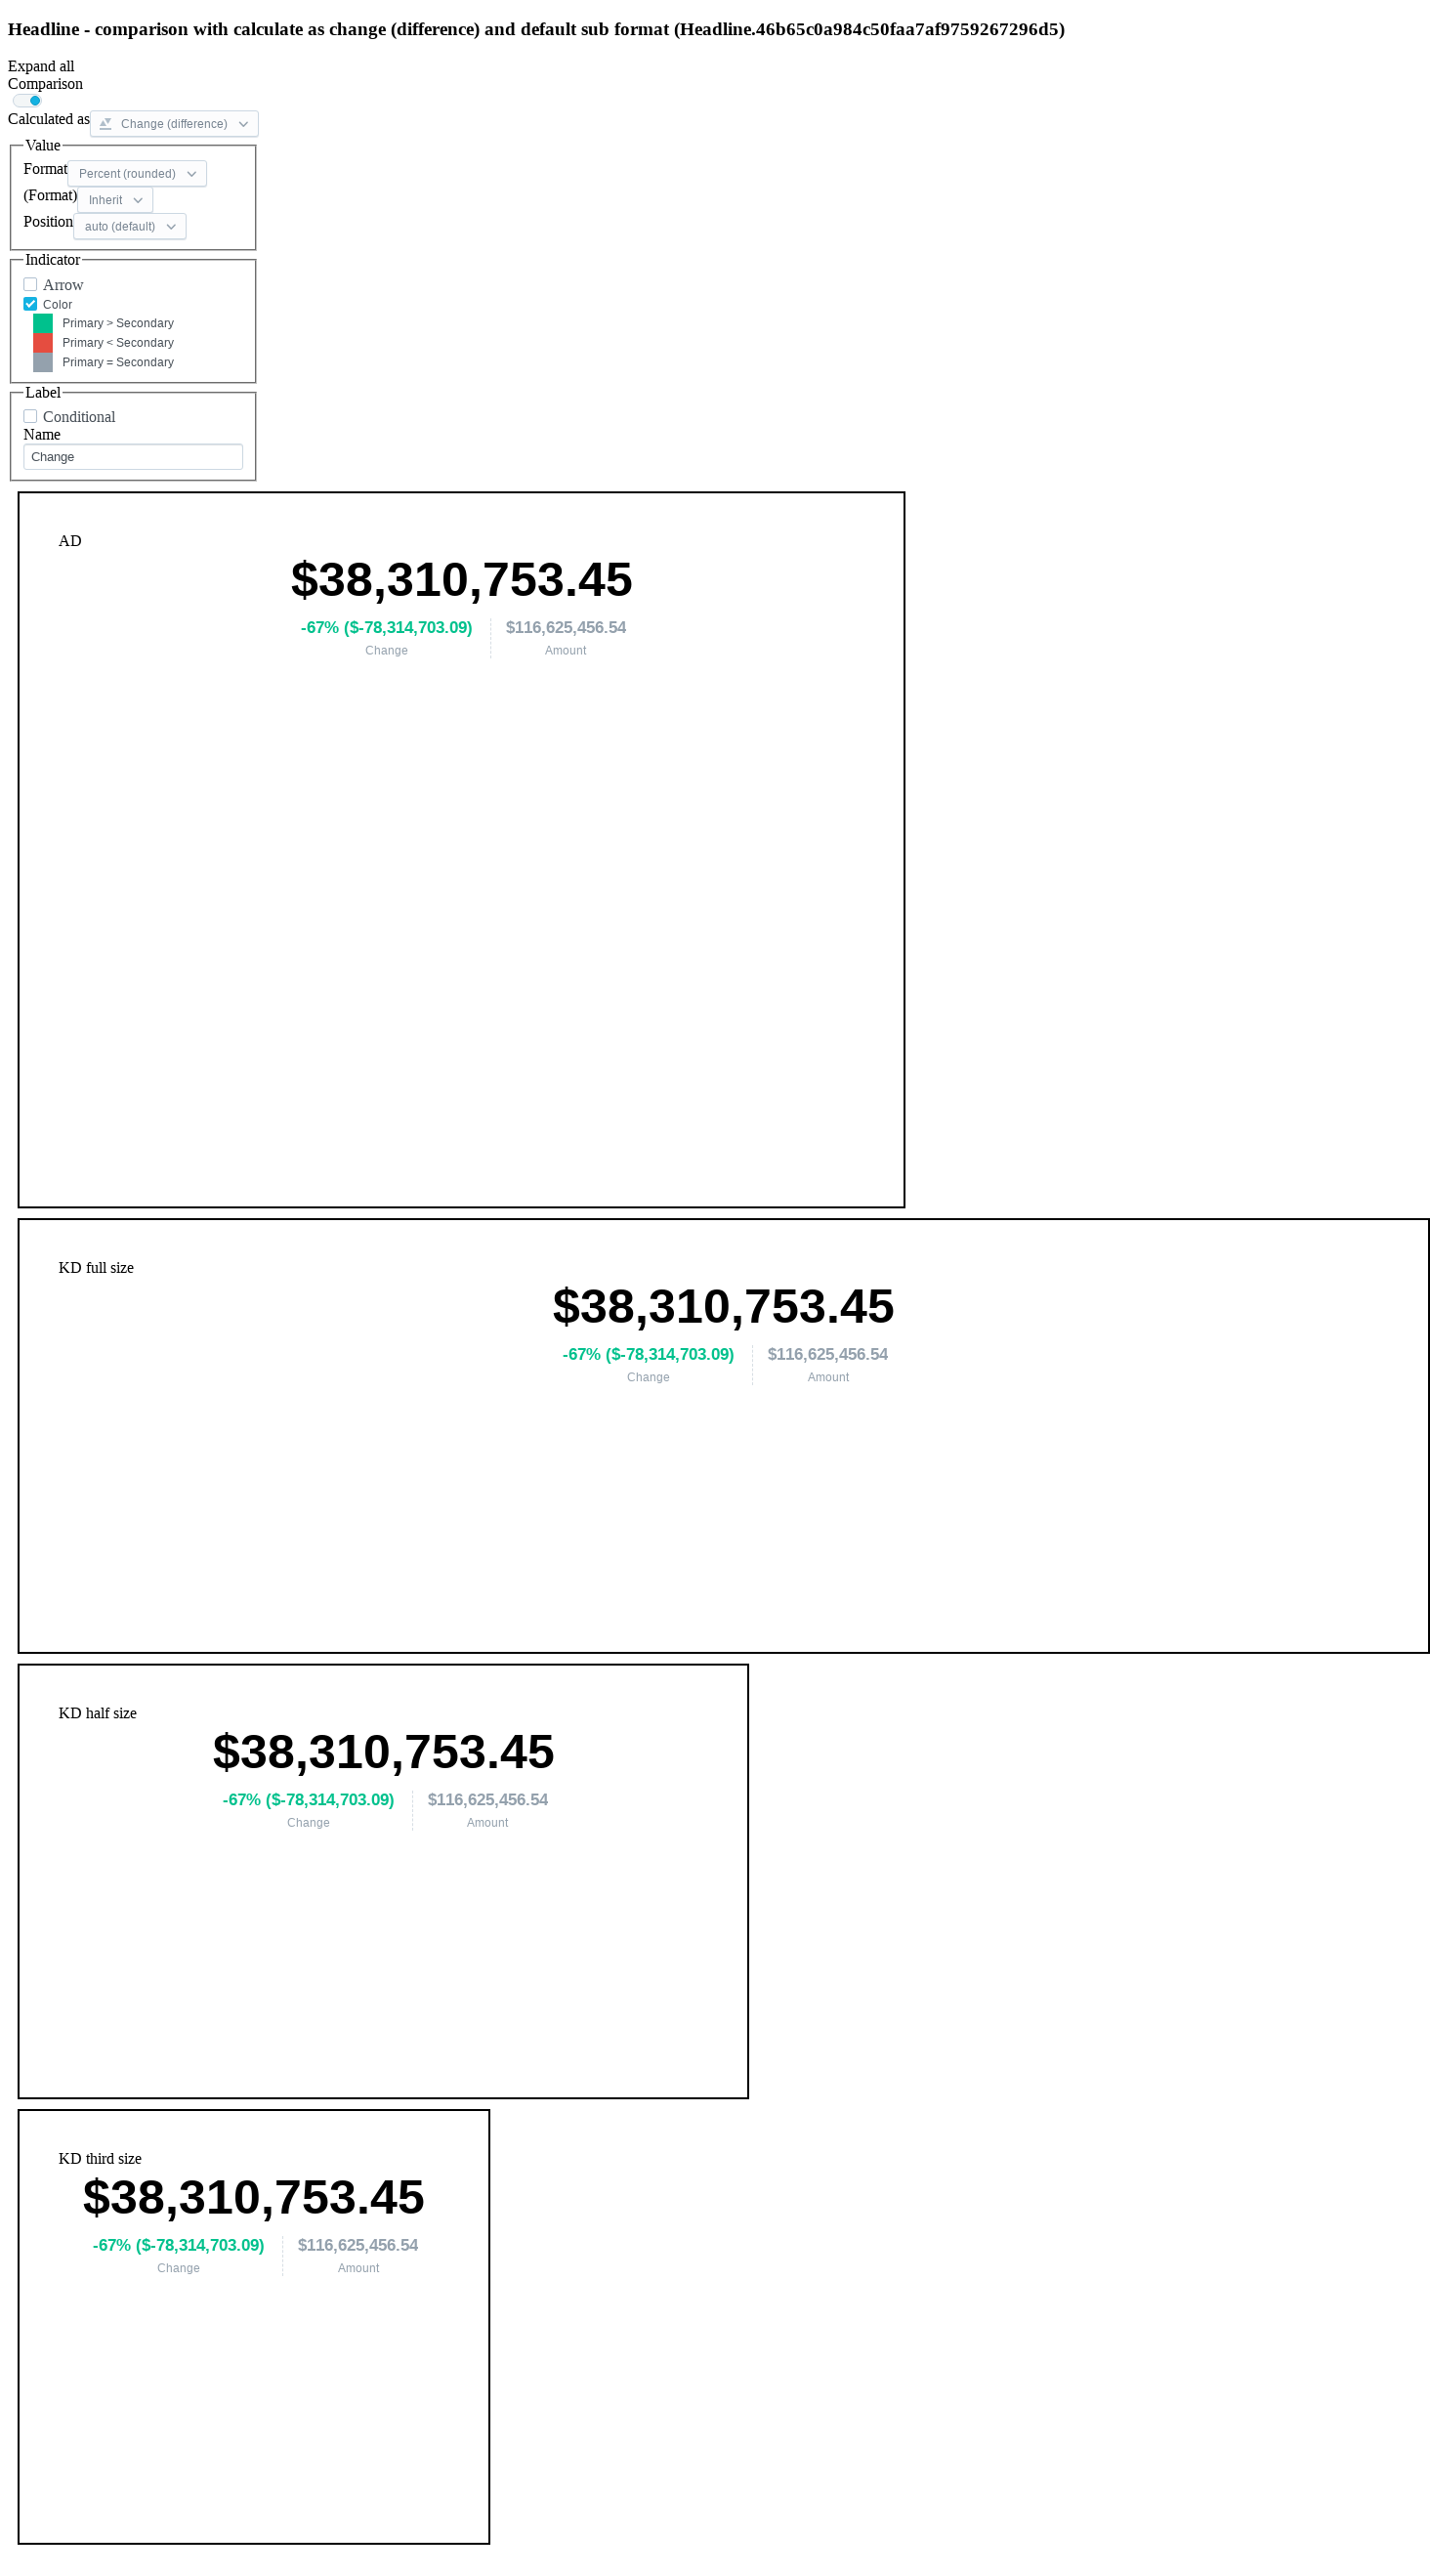 Headline - comparison with calculate as change (difference) and default sub format (Headline.46b65c0a984c50faa7af9759267296d5)
Expand all
Comparison
Calculated as Change (difference)
Value
Format Percent (rounded)
(Format) Inherit
Position auto (default)
Indicator
Arrow
Color
Primary > Secondary
Primary < Secondary
Primary = Secondary
Label
Conditional
Name
Change
AD
$38,310,753.45
-67% ($-78,314,703.09) $116,625,456.54
Change Amount
KD full size
$38,310,753.45
-67% ($-78,314,703.09) $116,625,456.54
Change Amount
KD half size
$38,310,753.45
-67% ($-78,314,703.09) $116,625,456.54
Change Amount
KD third size
$38,310,753.45
-67% ($-78,314,703.09) $116,625,456.54
Change Amount